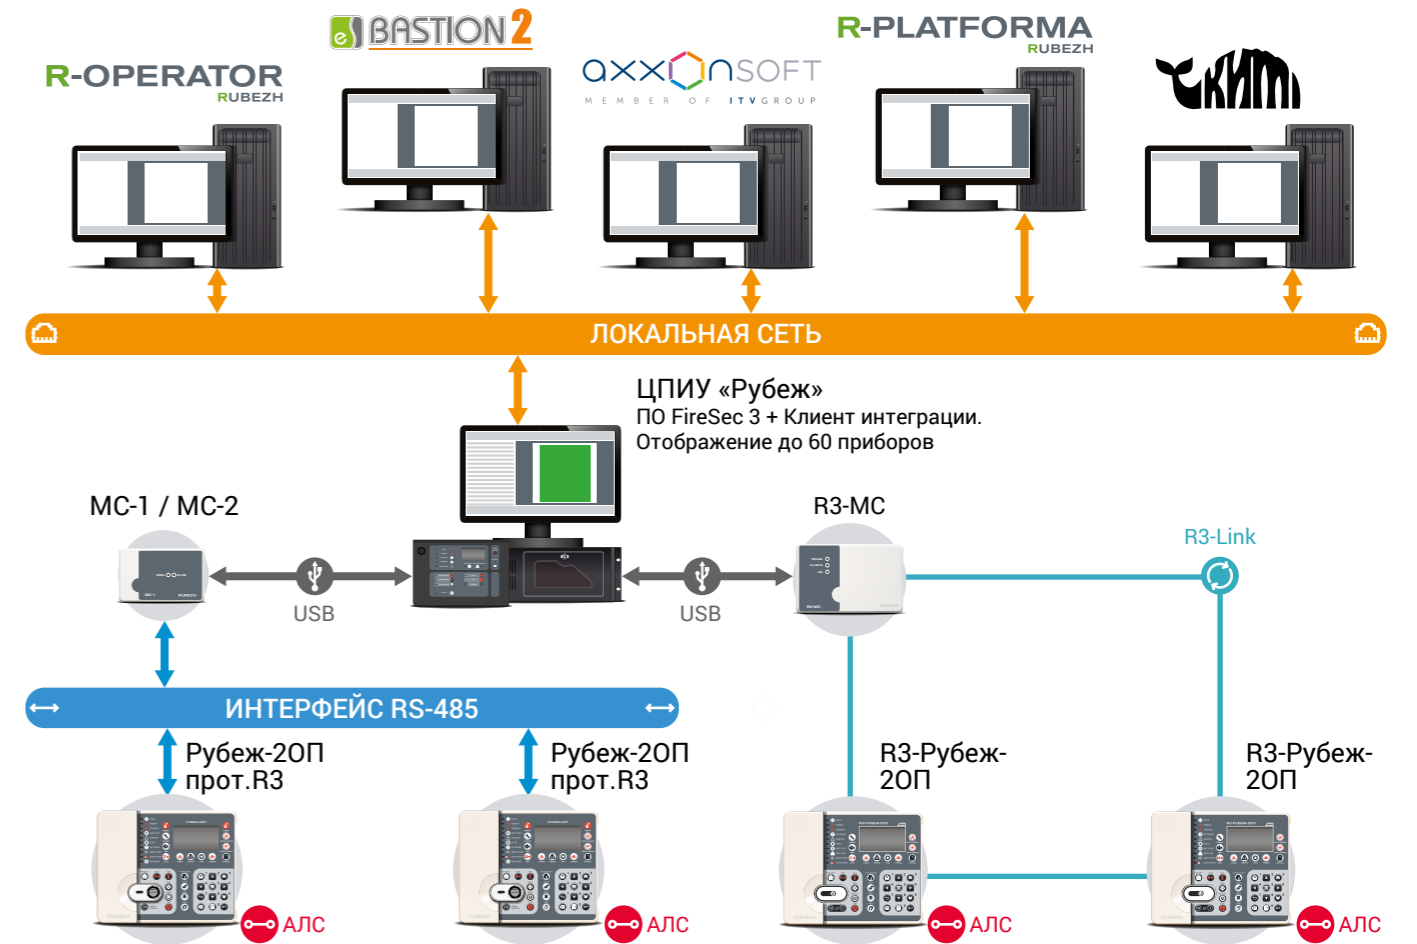 R-OPERATOR
RUBEZH
BASTION 2
axxonsoft
MEMBER OF ITVGROUP
R-PLATFORMA
RUBEZH
СКИТ
ЛОКАЛЬНАЯ СЕТЬ
ЦПИУ «Рубеж»
ПО FireSec 3 + Клиент интеграции.
Отображение до 60 приборов
МС-1 / МС-2
R3-МС
R3-Link
USB
USB
ИНТЕРФЕЙС RS-485
Рубеж-2ОП
прот.R3
Рубеж-2ОП
прот.R3
R3-Рубеж-
2ОП
R3-Рубеж-
2ОП
АЛС
АЛС
АЛС
АЛС